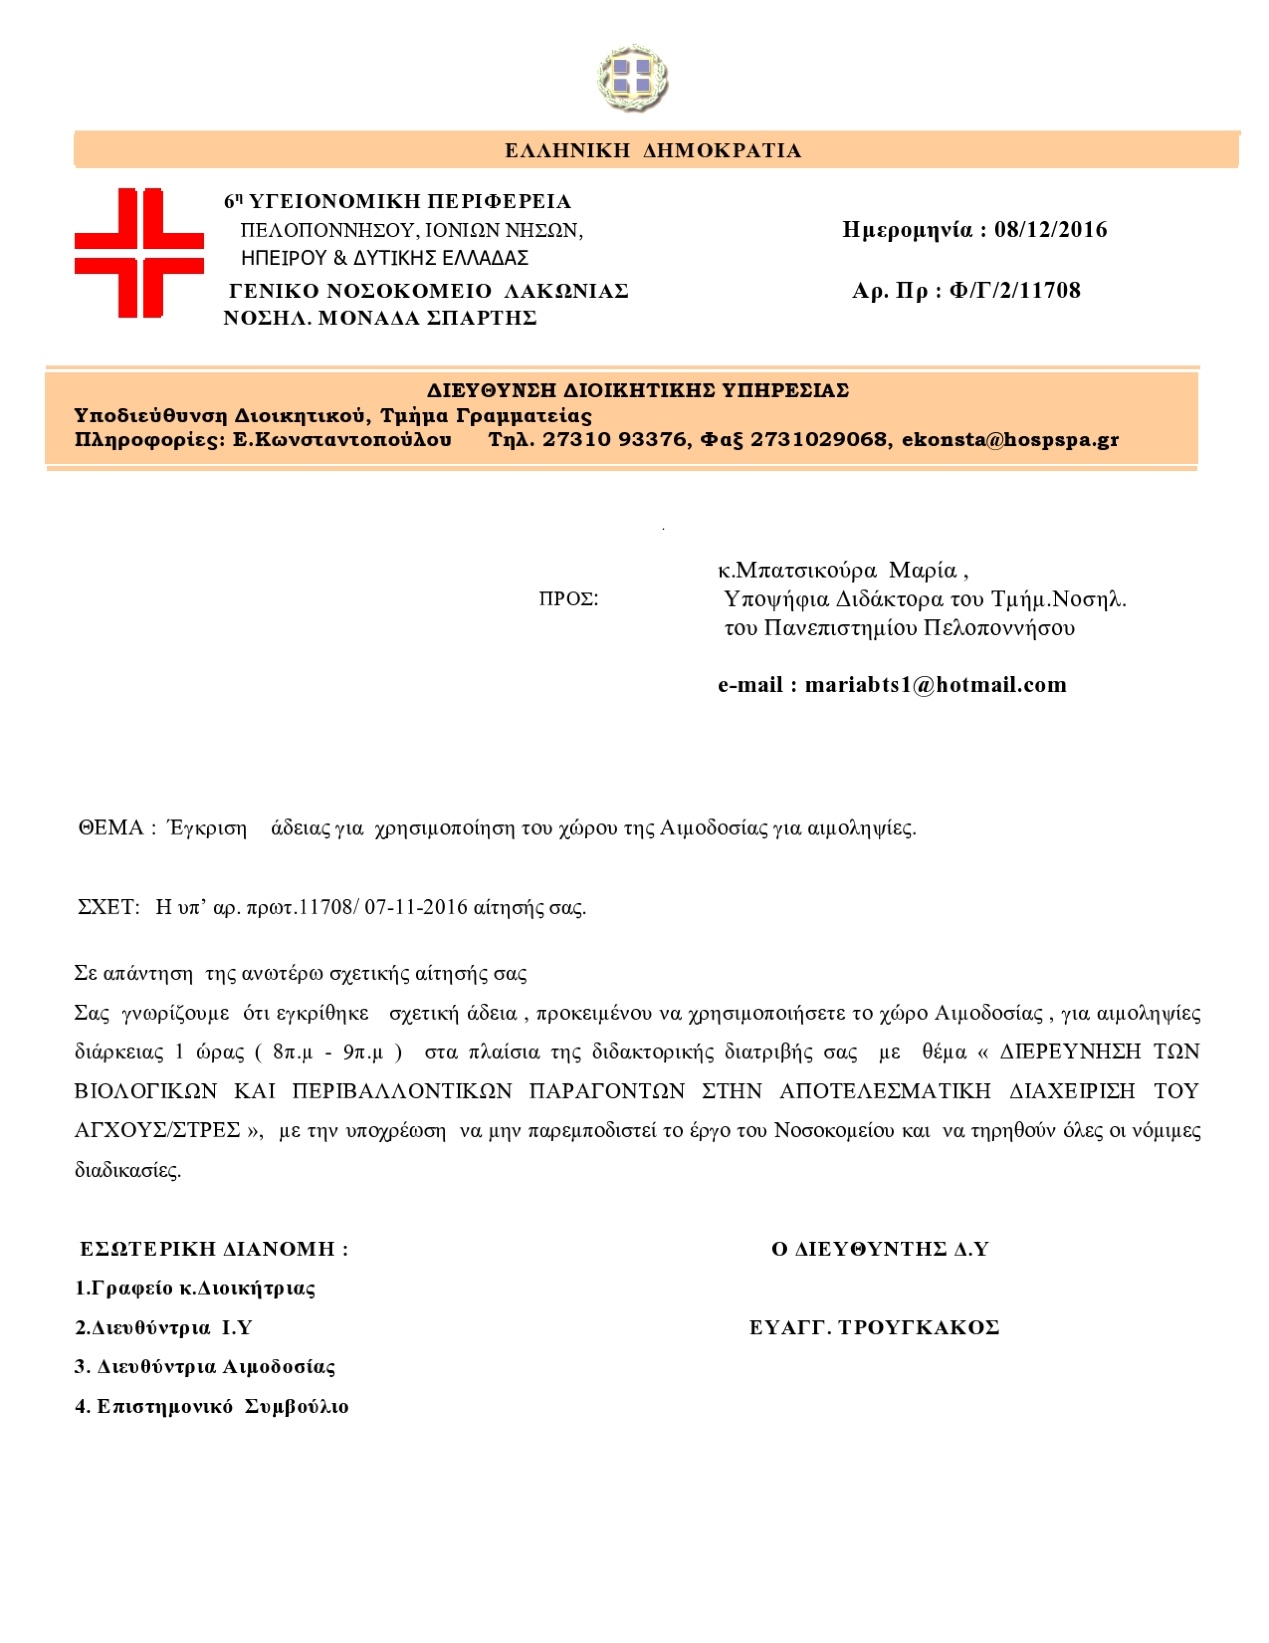 ΕΛΛΗΝΙΚΗ ΔΗΜΟΚΡΑΤΙΑ
6η ΥΓΕΙΟΝΟΜΙΚΗ ΠΕΡΙΦΕΡΕΙΑ
ΠΕΛΟΠΟΝΝΗΣΟΥ, ΙΟΝΙΩΝ ΝΗΣΩΝ,
ΗΠΕΙΡΟΥ & ΔΥΤΙΚΗΣ ΕΛΛΑΔΑΣ
ΓΕΝΙΚΟ ΝΟΣΟΚΟΜΕΙΟ ΛΑΚΩΝΙΑΣ
ΝΟΣΗΛ. ΜΟΝΑΔΑ ΣΠΑΡΤΗΣ
Ημερομηνία : 08/12/2016
Αρ. Πρ : Φ/Γ/2/11708
ΔΙΕΥΘΥΝΣΗ ΔΙΟΙΚΗΤΙΚΗΣ ΥΠΗΡΕΣΙΑΣ
Υποδιεύθυνση Διοικητικού, Τμήμα Γραμματείας
Πληροφορίες: Ε.Κωνσταντοπούλου Τηλ. 27310 93376, Φαξ 2731029068, ekonsta@hospspa.gr
.
ΠΡΟΣ:
κ.Μπατσικούρα Μαρία ,
Υποψήφια Διδάκτορα του Τμήμ.Νοσηλ.
του Πανεπιστημίου Πελοποννήσου
e-mail : mariabts1@hotmail.com
ΘΕΜΑ : Έγκριση άδειας για χρησιμοποίηση του χώρου της Αιμοδοσίας για αιμοληψίες.
ΣΧΕΤ: Η υπ’ αρ. πρωτ.11708/ 07-11-2016 αίτησής σας.
Σε απάντηση της ανωτέρω σχετικής αίτησής σας
Σας γνωρίζουμε ότι εγκρίθηκε σχετική άδεια , προκειμένου να χρησιμοποιήσετε το χώρο Αιμοδοσίας , για αιμοληψίες
διάρκειας 1 ώρας ( 8π.μ - 9π.μ ) στα πλαίσια της διδακτορικής διατριβής σας με θέμα « ΔΙΕΡΕΥΝΗΣΗ ΤΩΝ
ΒΙΟΛΟΓΙΚΩΝ ΚΑΙ ΠΕΡΙΒΑΛΛΟΝΤΙΚΩΝ ΠΑΡΑΓΟΝΤΩΝ ΣΤΗΝ ΑΠΟΤΕΛΕΣΜΑΤΙΚΗ ΔΙΑΧΕΙΡΙΣΗ ΤΟΥ
ΑΓΧΟΥΣ/ΣΤΡΕΣ », με την υποχρέωση να μην παρεμποδιστεί το έργο του Νοσοκομείου και να τηρηθούν όλες οι νόμιμες
διαδικασίες.
ΕΣΩΤΕΡΙΚΗ ΔΙΑΝΟΜΗ :
1.Γραφείο κ.Διοικήτριας
2.Διευθύντρια Ι.Υ
3. Διευθύντρια Αιμοδοσίας
4. Επιστημονικό Συμβούλιο
Ο ΔΙΕΥΘΥΝΤΗΣ Δ.Υ
ΕΥΑΓΓ. ΤΡΟΥΓΚΑΚΟΣ